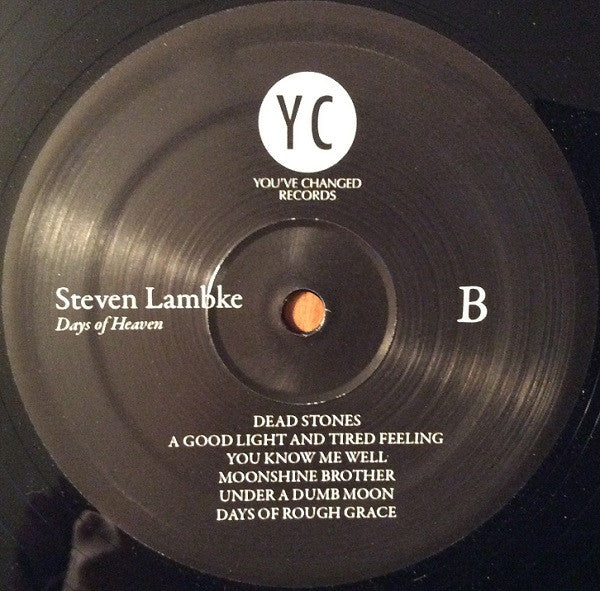 YC
YOU'VE CHANGED
RECORDS
Steven Lambke
Days of Heaven
B
DEAD STONES
A GOOD LIGHT AND TIRED FEELING
YOU KNOW ME WELL
MOONSHINE BROTHER
UNDER A DUMB MOON
DAYS OF ROUGH GRACE